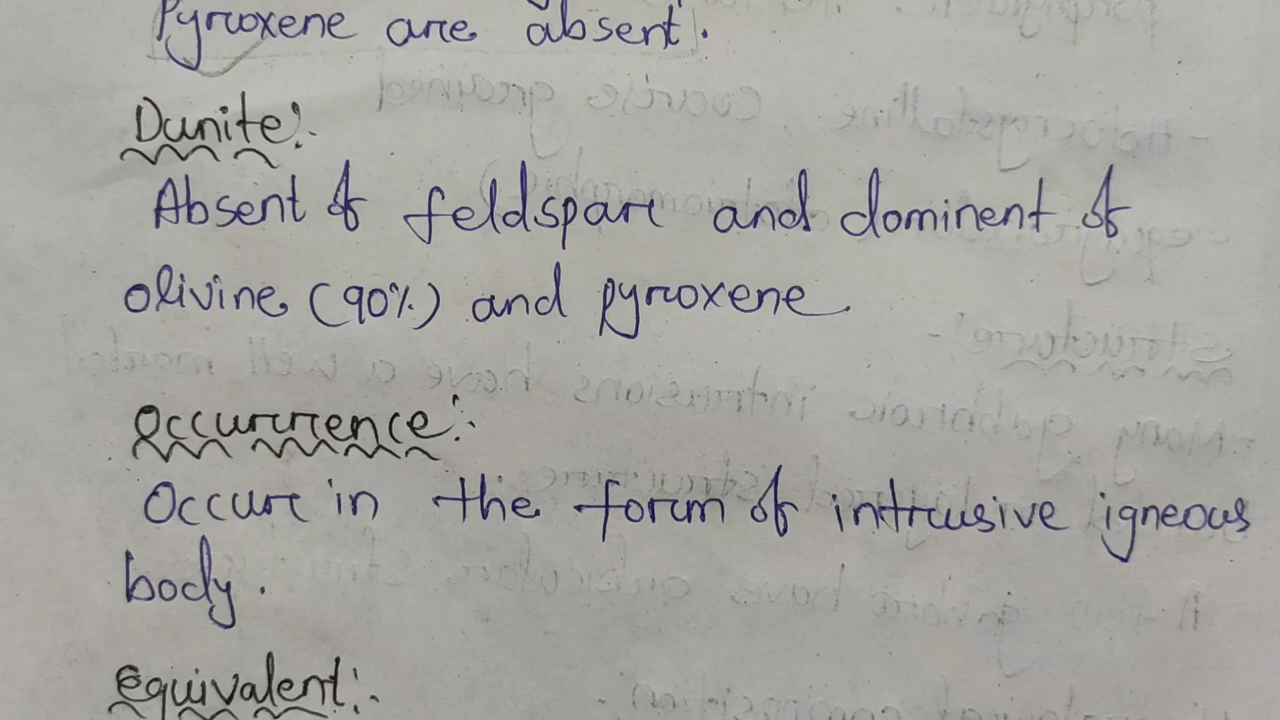 Pyroxene are absent.
Dunite:-
Absent of feldspar and dominent of
olivine (90%) and pyroxene
Occurrence:-
Occur in the form of intrusive igneous
body.
Equivalent:-